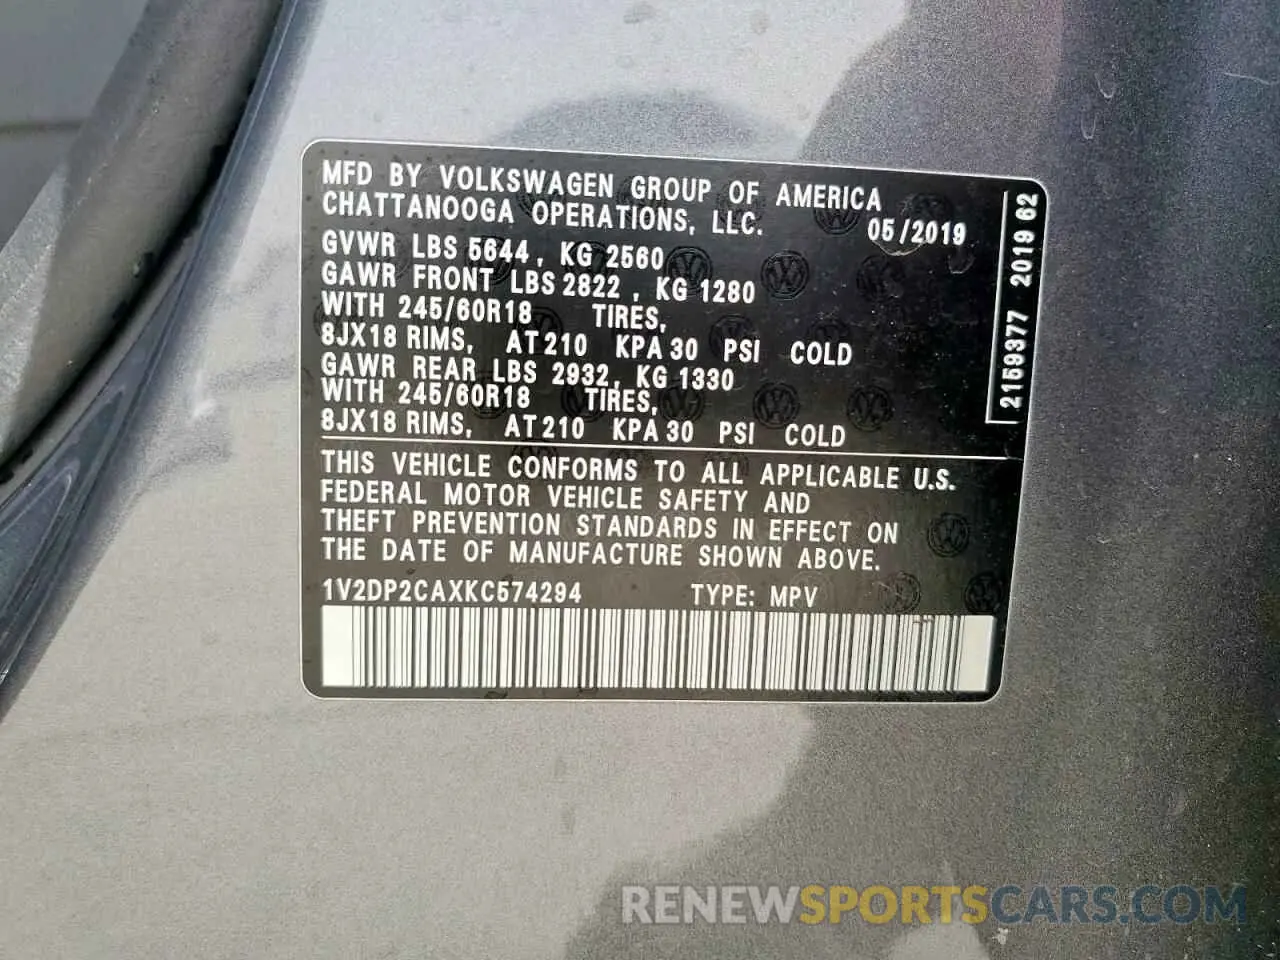 MFD BY VOLKSWAGEN GROUP OF AMERICA
CHATTANOOGA OPERATIONS, LLC.
05/2019
GVWR LBS 5644, KG 2560
GAWR FRONT LBS 2822, KG 1280
WITH 245/60R18 TIRES,
8JX18 RIMS, AT 210 KPA 30 PSI COLD
GAWR REAR LBS 2932, KG 1330
WITH 245/60R18 TIRES,
8JX18 RIMS, AT 210 KPA 30 PSI COLD
THIS VEHICLE CONFORMS TO ALL APPLICABLE U.S.
FEDERAL MOTOR VEHICLE SAFETY AND
THEFT PREVENTION STANDARDS IN EFFECT ON
THE DATE OF MANUFACTURE SHOWN ABOVE.
1V2DP2CAXKC574294 TYPE: MPV
2159377 2019 62
RENEWSPORTSCARS.COM